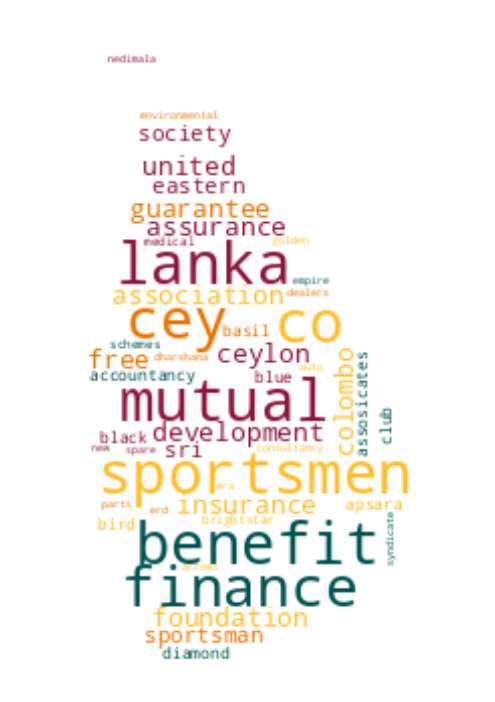 nedimala
environmental
society
united
eastern
guarantee
assurance
medical golden
lanka
empire
association dealers
cey co
basil
schemes
free dharshana ceylon
auto
accountancy blue
colombo
assosicates
mutual
club
black development
new spare sri consultancy
sportsmen
era
parts erd insurance apsara
bird brightstar
syndicate
benefit
arrows
finance
foundation
sportsman
diamond